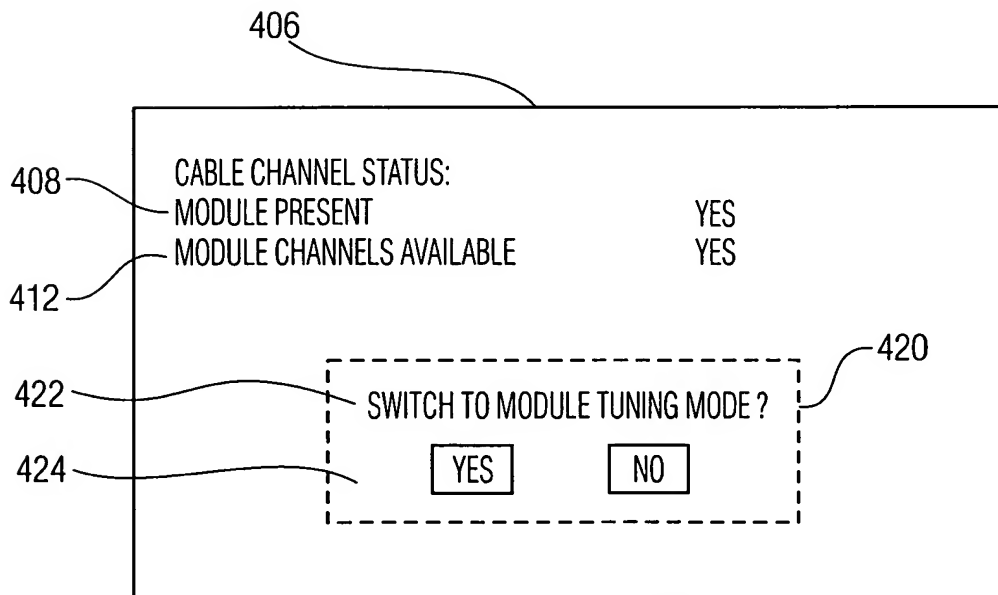 406
CABLE CHANNEL STATUS:
408
MODULE PRESENT YES
MODULE CHANNELS AVAILABLE YES
412
420
422
SWITCH TO MODULE TUNING MODE ?
424
YES NO